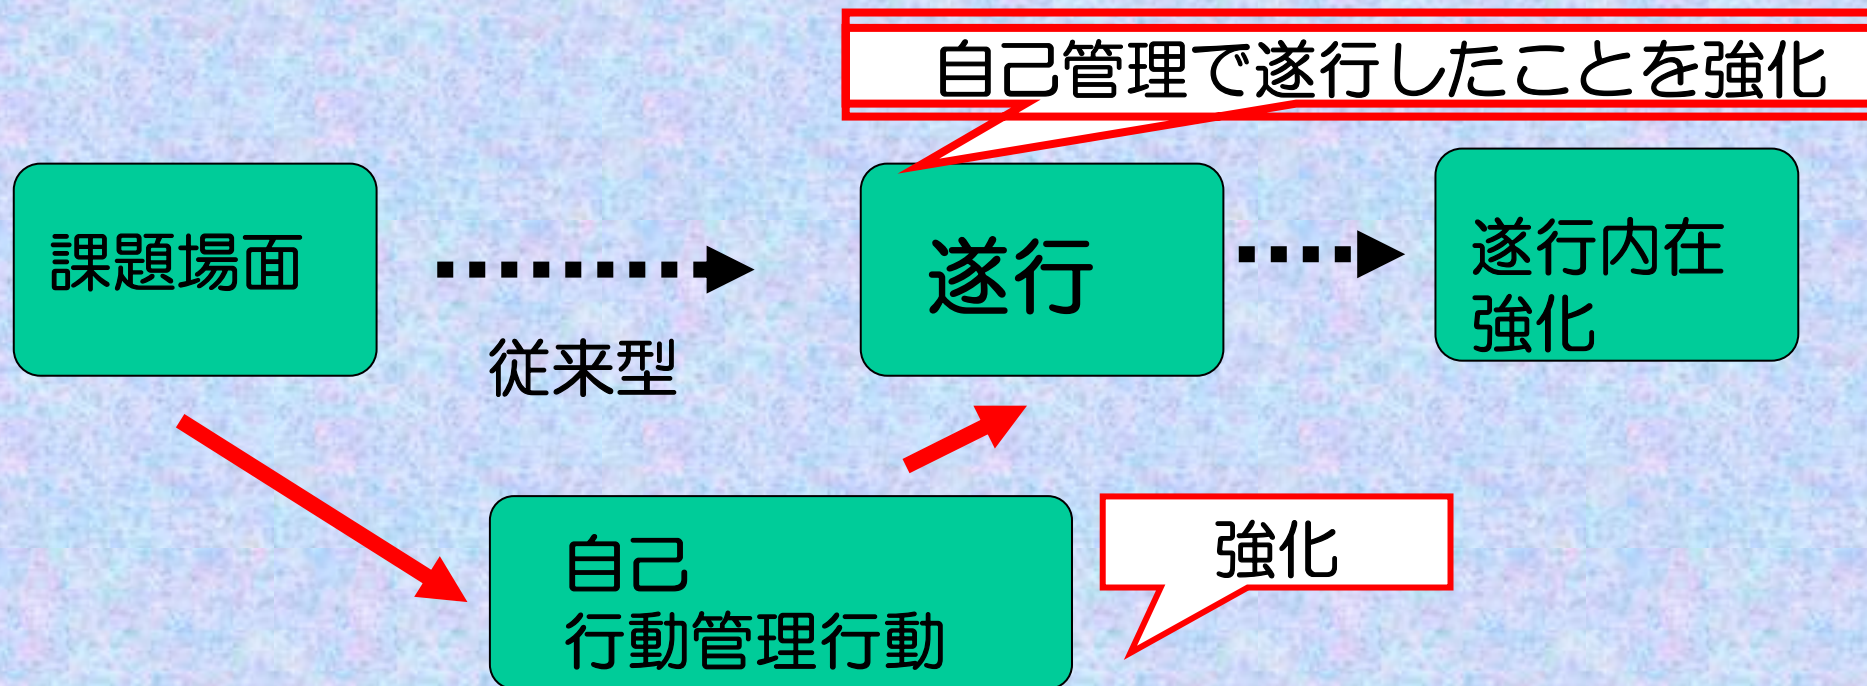 自己管理で遂行したことを強化
課題場面
遂行
遂行内在
強化
従来型
自己
行動管理行動
強化